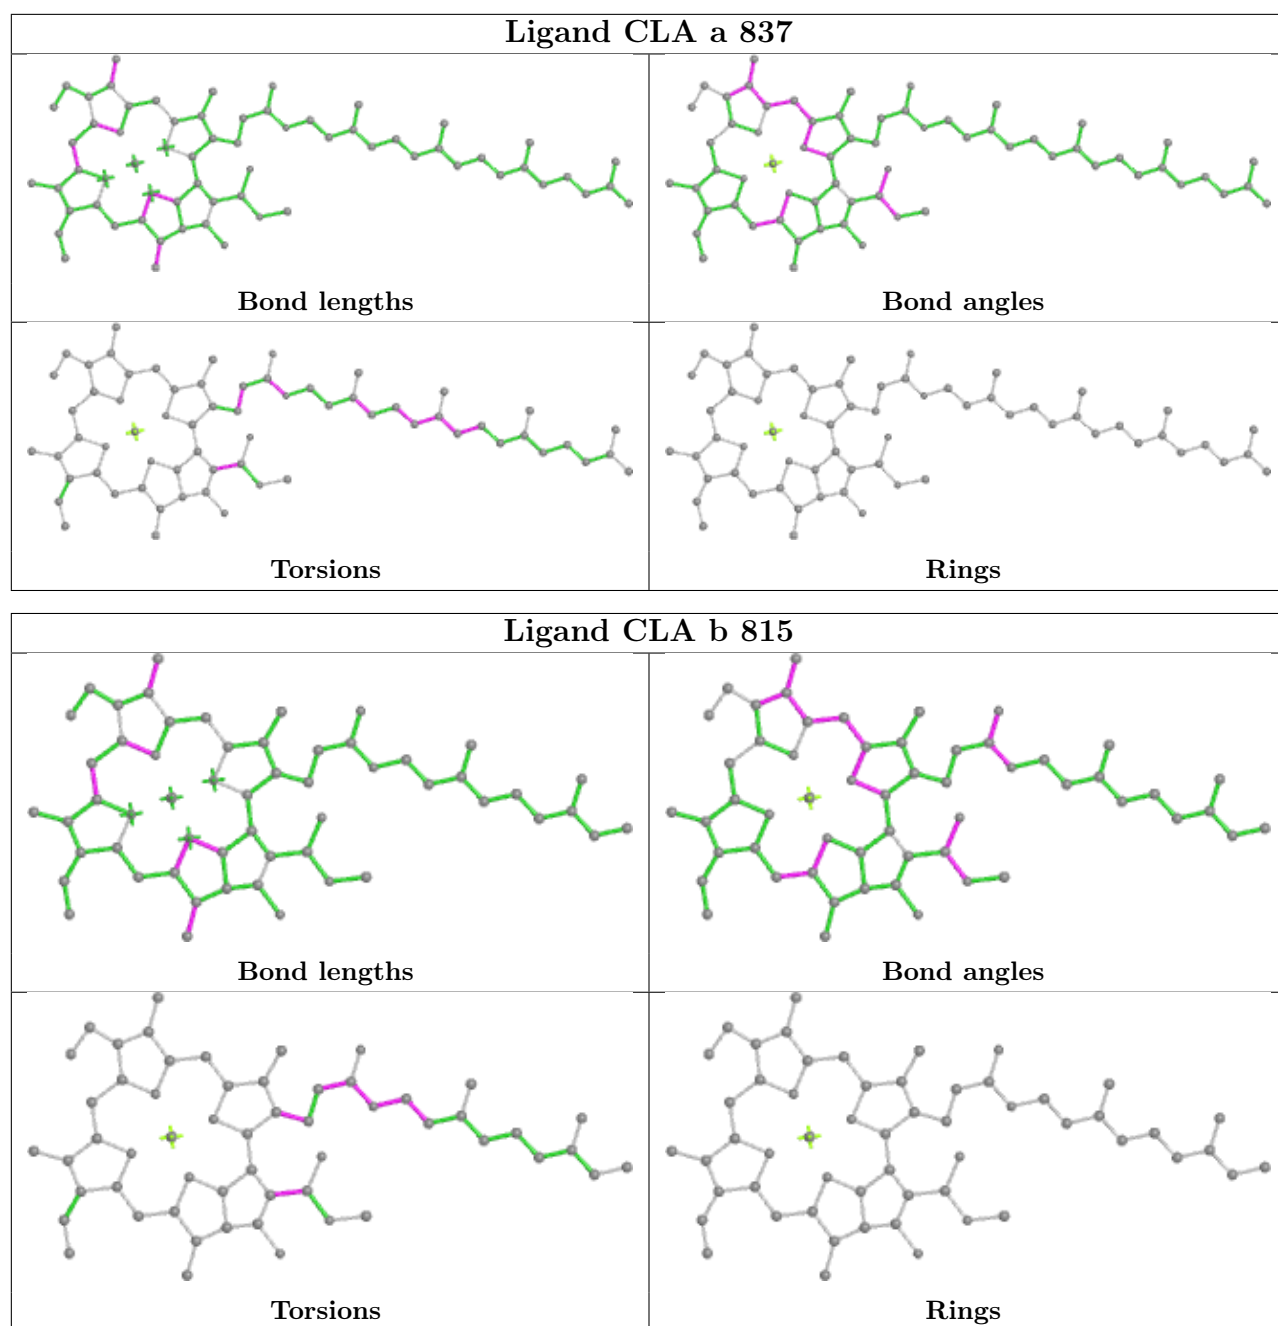 Ligand CLA a 837
Bond lengths
Bond angles
Torsions
Rings
Ligand CLA b 815
Bond lengths
Bond angles
Torsions
Rings